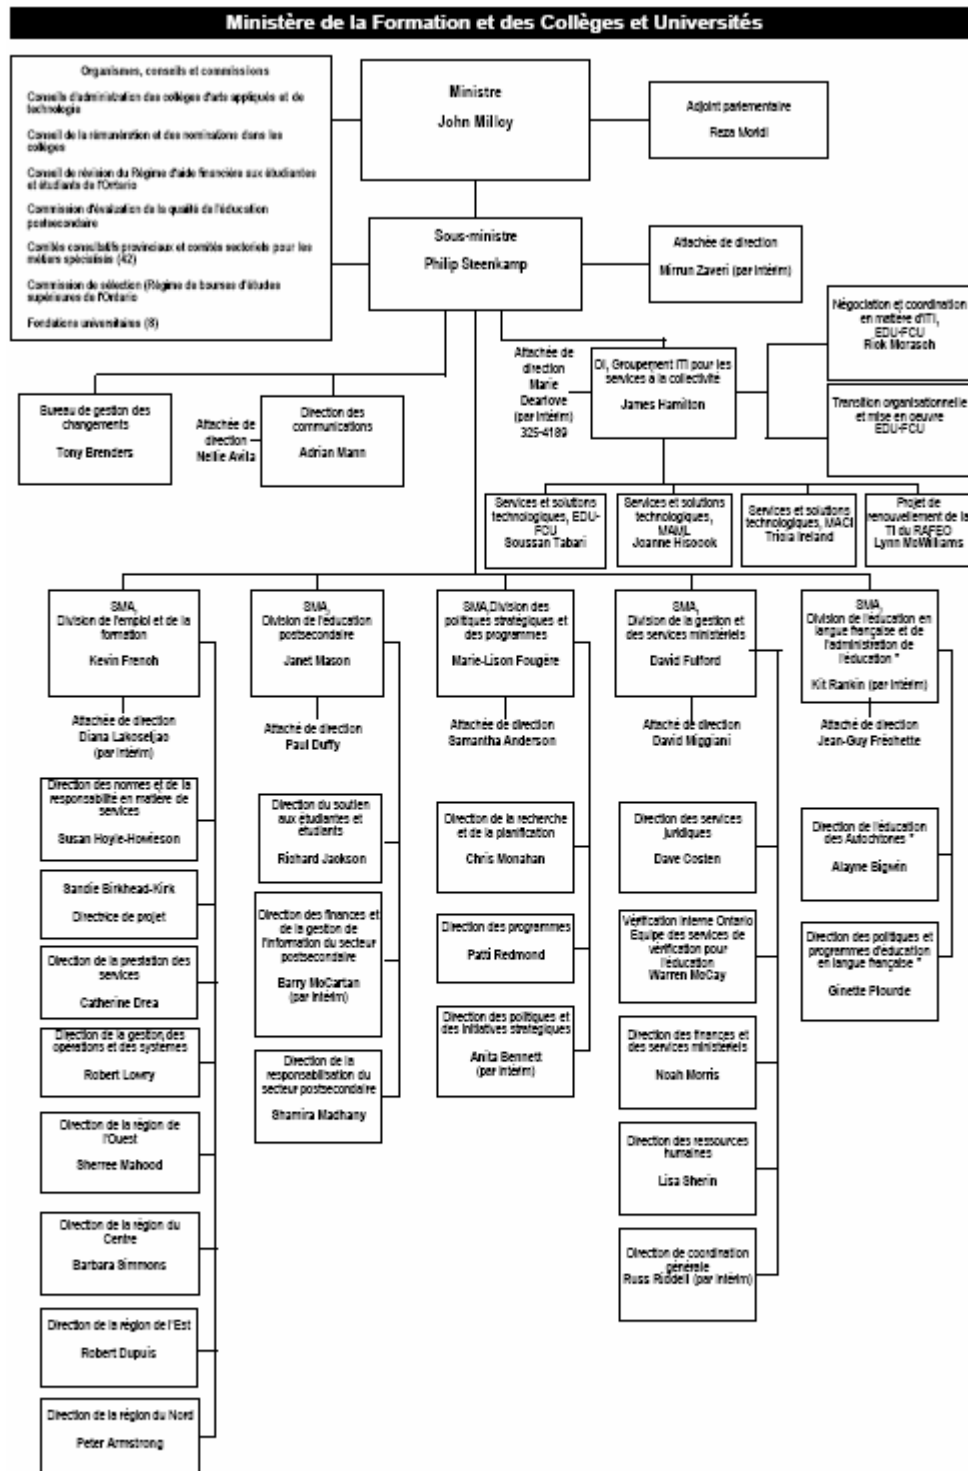 Ministère de la Formation et des Collèges et Universités
Organismes, conseils et commissions
Conseils d'administration des collèges d'arts appliqués et de
technologie
Conseil de la rémunération et des nominations dans les
collèges
Conseil de révision du Régime d'aide financière aux étudiantes
et étudiants de l'Ontario
Commission d'évaluation de la qualité de l'éducation
postsecondaire
Comités consultatifs provinciaux et comités sectoriels pour les
métiers spécialisés (42)
Commission de sélection (Régime de bourses d'études
supérieures de l'Ontario
Fondations universitaires (8)
Ministre
John Milloy
Adjoint parlementaire
Reza Moridi
Sous-ministre
Philip Steenkamp
Attachée de direction
Mirrun Zaveri (par Intérim)
Négociation et coordination
en matière d'ITI,
EDU-FCU
Rick Morasch
Transition organisationnelle
et mise en oeuvre
EDU-FCU
Attachée de
direction
Marie
Dearlove
(par Intérim)
325-4189
DI, Groupement ITI pour les
services à la collectivité
James Hamilton
Bureau de gestion des
changements
Tony Brenders
Attachée de
direction
Nellie Avila
Direction des
communications
Adrian Mann
Services et solutions
technologiques, EDU-
FCU
Soussan Tabari
Services et solutions
technologiques,
MAML
Joanne Hiscock
Services et solutions
technologiques, MACI
Tricia Ireland
Projet de
renouvellement de la
TI du RAFEO
Lynn McWilliams
SMA,
Division de l'emploi et de la
formation
Kevin French
Attachée de direction
Diana Lakoseljac
(par Intérim)
Direction des normes et de la
responsabilité en matière de
services
Susan Hoyle-Howieson
Sandie Birkhead-Kirk
Directrice de projet
Direction de la prestation des
services
Catherine Drea
Direction de la gestion des
opérations et des systèmes
Robert Lowry
Direction de la région de
l'Ouest
Sherree Mahood
Direction de la région du
Centre
Barbara Simmons
Direction de la région de l'Est
Robert Dupuis
Direction de la région du Nord
Peter Armstrong
SMA,
Division de l'éducation
postsecondaire
Janet Mason
Attaché de direction
Paul Duffy
Direction du soutien
aux étudiantes et
étudiants
Richard Jackson
Direction des finances et
de la gestion de
l'information du secteur
postsecondaire
Barry McCartan
(par Intérim)
Direction de la
responsabilisation du
secteur postsecondaire
Shamira Madhany
SMA, Division des
politiques stratégiques et
des programmes
Marie-Lison Fougère
Attachée de direction
Samantha Anderson
Direction de la recherche
et de la planification
Chris Monahan
Direction des programmes
Patti Redmond
Direction des politiques et
des initiatives stratégiques
Anita Bennett
(par Intérim)
SMA,
Division de la gestion et
des services ministériels
David Fulford
Attaché de direction
David Miggiani
Direction des services
juridiques
Dave Costen
Vérification Interne Ontario
Equipe des services de
vérification pour
l'éducation
Warren McCay
Direction des finances et
des services ministériels
Noah Morris
Direction des ressources
humaines
Lisa Sherin
Direction de coordination
générale
Russ Riddell (par Intérim)
SMA,
Division de l'éducation en
langue française et de
l'administration de
l'éducation *
Kit Rankin (par Intérim)
Attaché de direction
Jean-Guy Fréchette
Direction de l'éducation
des Autochtones *
Alayne Bigwin
Direction des politiques et
programmes d'éducation
en langue française *
Ginette Plourde